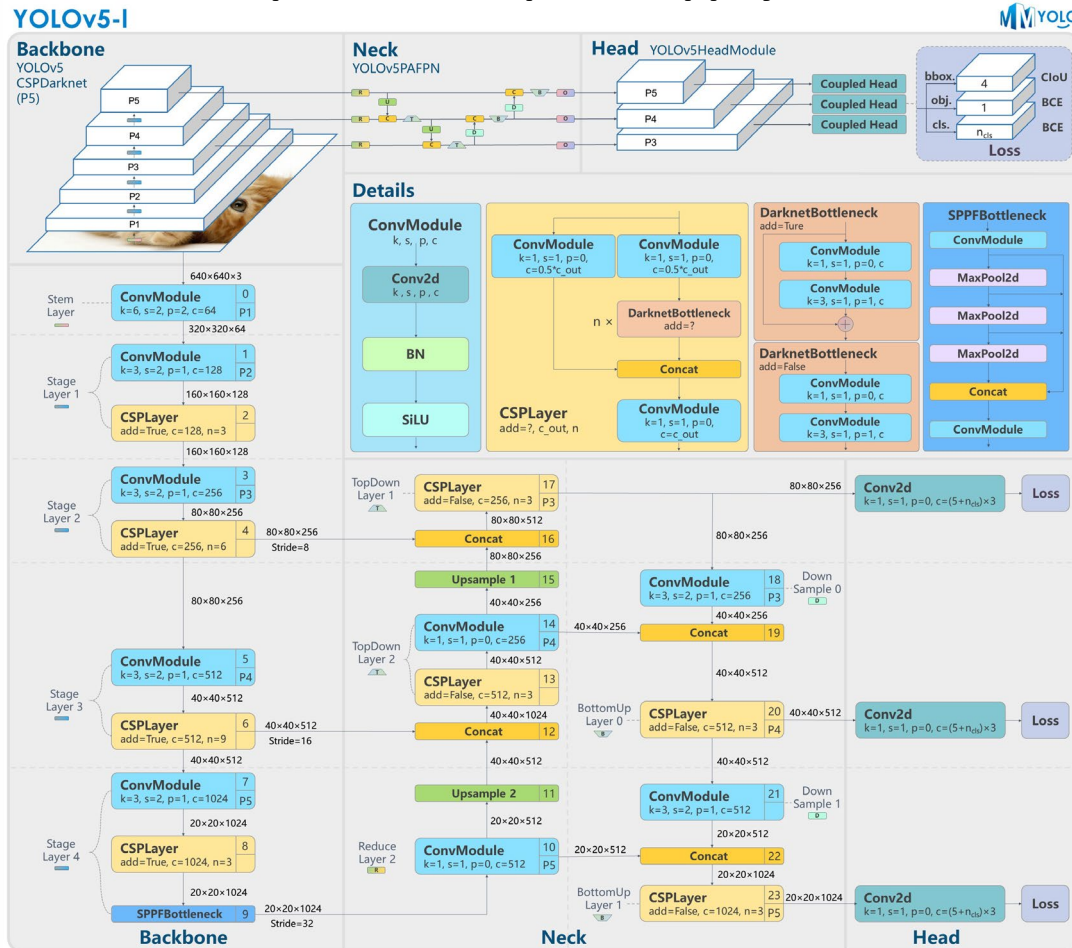 YOLOv5-l
MMYOLO
Backbone
YOLOv5
CSPDarknet
(P5)
P5
P4
P3
P2
P1
Neck
YOLOv5PAFPN
R
U
C
T
U
C
T
C
D
C
D
B
B
O
O
O
R
R
Head YOLOv5HeadModule
P5
P4
P3
Coupled Head
Coupled Head
Coupled Head
bbox.
obj.
cls.
4
1
n_cls
CIoU
BCE
BCE
Loss
Details
ConvModule
k, s, p, c
Conv2d
k, s, p, c
BN
SiLU
ConvModule
k=1, s=1, p=0,
c=0.5*c_out
ConvModule
k=1, s=1, p=0,
c=0.5*c_out
n ×
DarknetBottleneck
add=?
Concat
CSPLayer
add=?, c_out, n
ConvModule
k=1, s=1, p=0,
c=c_out
DarknetBottleneck
add=Ture
ConvModule
k=1, s=1, p=0, c
ConvModule
k=3, s=1, p=1, c
DarknetBottleneck
add=False
ConvModule
k=1, s=1, p=0, c
ConvModule
k=3, s=1, p=1, c
SPPFBottleneck
ConvModule
MaxPool2d
MaxPool2d
MaxPool2d
Concat
ConvModule
640×640×3
Stem
Layer
ConvModule 0
k=6, s=2, p=2, c=64 P1
320×320×64
Stage
Layer 1
ConvModule 1
k=3, s=2, p=1, c=128 P2
160×160×128
CSPLayer 2
add=True, c=128, n=3
160×160×128
Stage
Layer 2
ConvModule 3
k=3, s=2, p=1, c=256 P3
80×80×256
CSPLayer 4
add=True, c=256, n=6
80×80×256
Stride=8
80×80×256
Stage
Layer 3
ConvModule 5
k=3, s=2, p=1, c=512 P4
40×40×512
CSPLayer 6
add=True, c=512, n=9
40×40×512
Stride=16
40×40×512
Stage
Layer 4
ConvModule 7
k=3, s=2, p=1, c=1024 P5
20×20×1024
CSPLayer 8
add=True, c=1024, n=3
20×20×1024
SPPFBottleneck 9
20×20×1024
Stride=32
Backbone
TopDown
Layer 1
T
CSPLayer 17
add=False, c=256, n=3 P3
80×80×512
Concat 16
80×80×256
Upsample 1 15
40×40×256
TopDown
Layer 2
T
ConvModule 14
k=1, s=1, p=0, c=256 P4
40×40×512
CSPLayer 13
add=False, c=512, n=3
40×40×1024
Concat 12
40×40×512
Upsample 2 11
20×20×512
Reduce
Layer 2
R
ConvModule 10
k=1, s=1, p=0, c=512 P5
80×80×256
ConvModule 18
k=3, s=2, p=1, c=256 P3
Down
Sample 0
D
40×40×256
40×40×256
Concat 19
40×40×512
BottomUp
Layer 0
B
CSPLayer 20
add=False, c=512, n=3 P4
40×40×512
40×40×512
ConvModule 21
k=3, s=2, p=1, c=512
Down
Sample 1
D
20×20×512
20×20×512
Concat 22
20×20×1024
BottomUp
Layer 1
B
CSPLayer 23
add=False, c=1024, n=3 P5
20×20×1024
Neck
80×80×256
Conv2d
k=1, s=1, p=0, c=(5+n_cls)×3
Loss
Conv2d
k=1, s=1, p=0, c=(5+n_cls)×3
Loss
Conv2d
k=1, s=1, p=0, c=(5+n_cls)×3
Loss
Head